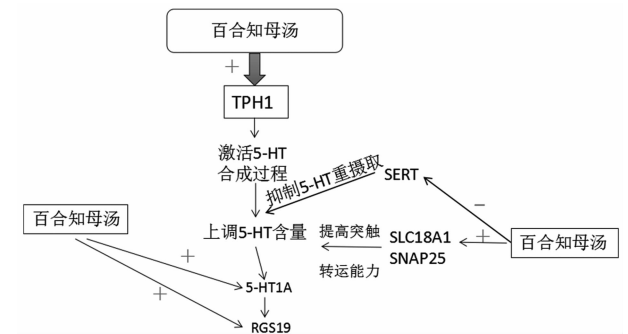 百合知母汤
+
TPH1
激活5-HT
合成过程
抑制5-HT重摄取
SERT
−
百合知母汤
上调5-HT含量
提高突触
转运能力
SLC18A1
SNAP25
+
百合知母汤
+
5-HT1A
+
RGS19